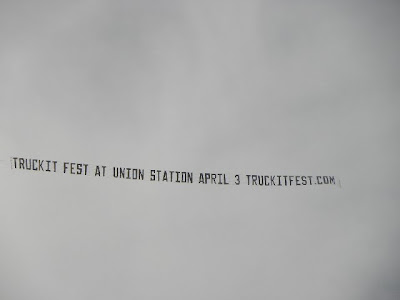 TRUCKIT FEST AT UNION STATION APRIL 3 TRUCKITFEST.COM